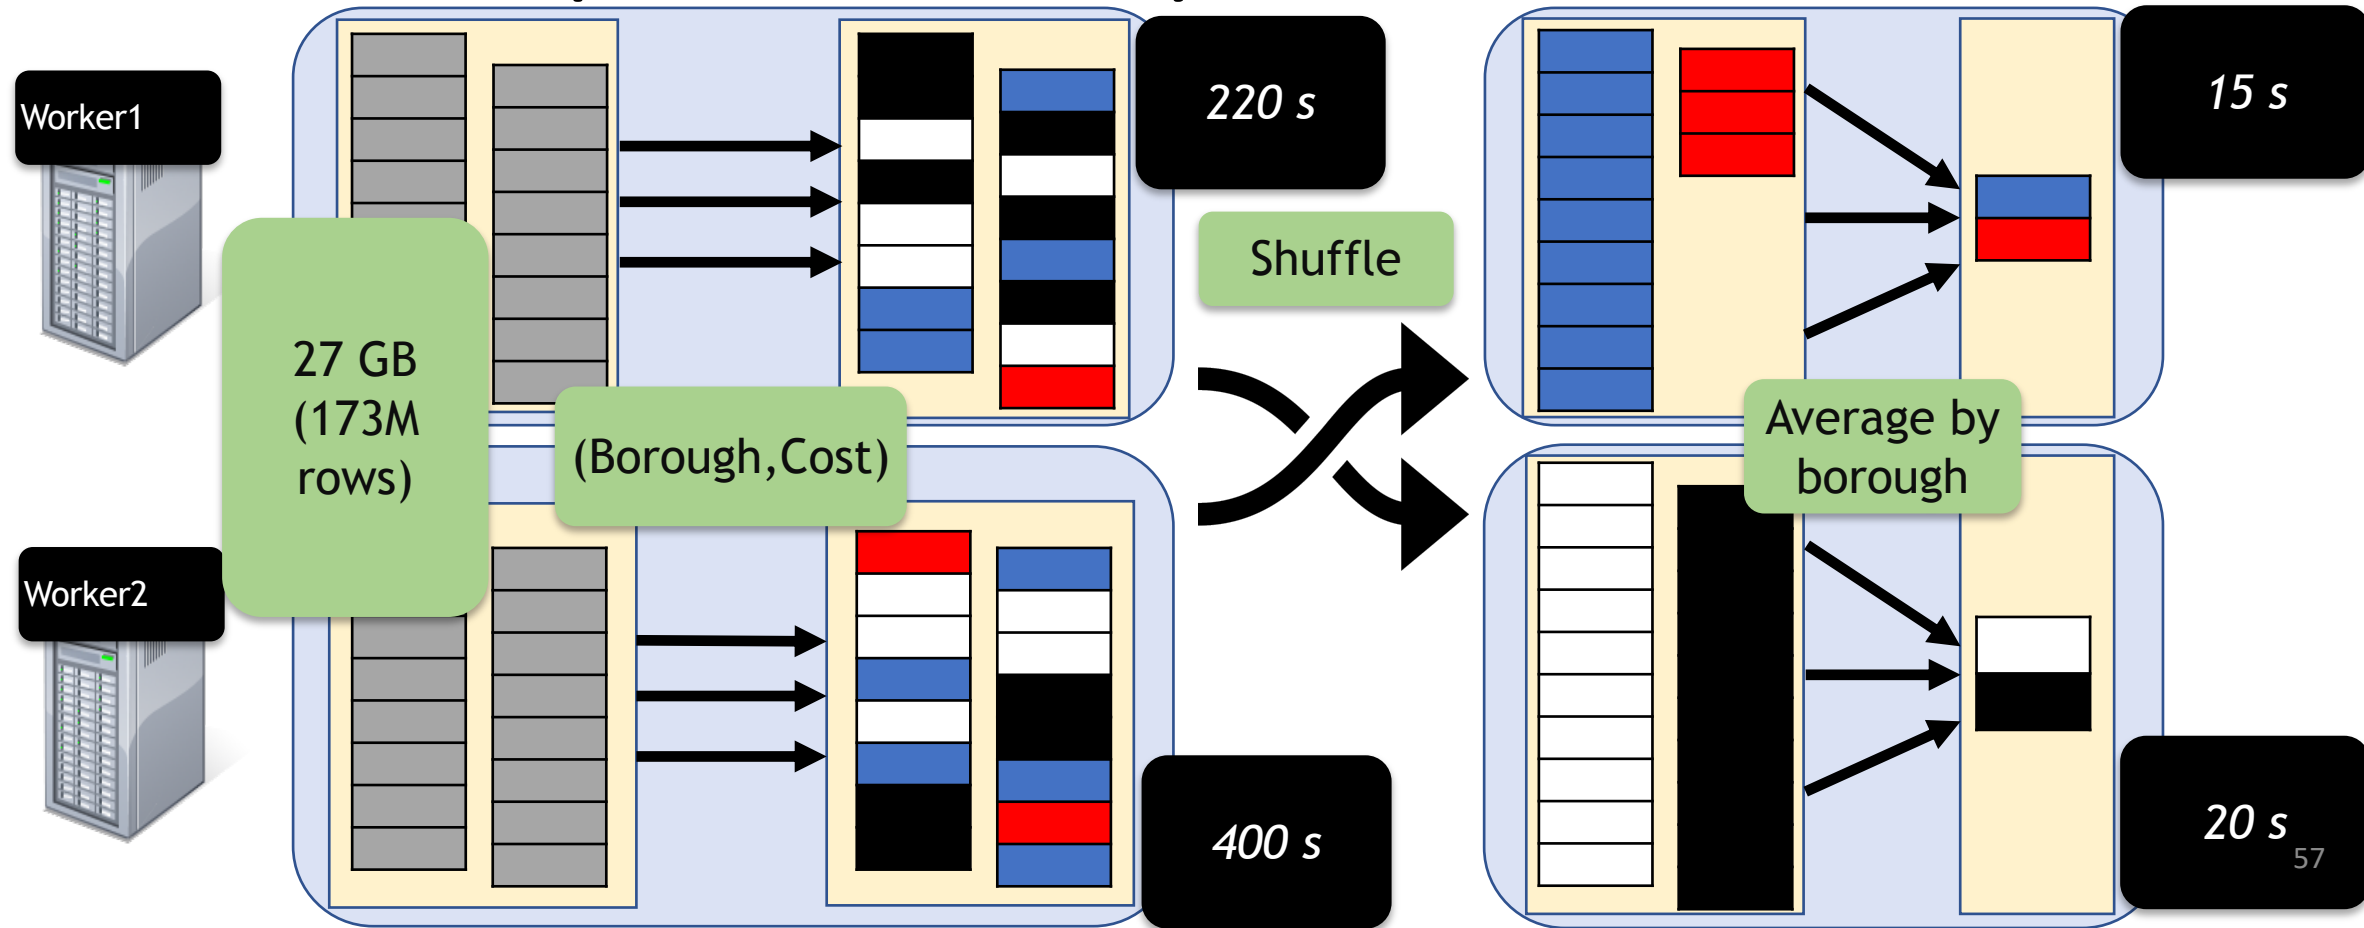 Worker1
220 s
15 s
Shuffle
27 GB
(173M
rows)
(Borough,Cost)
Average by
borough
Worker2
400 s
20 s
57